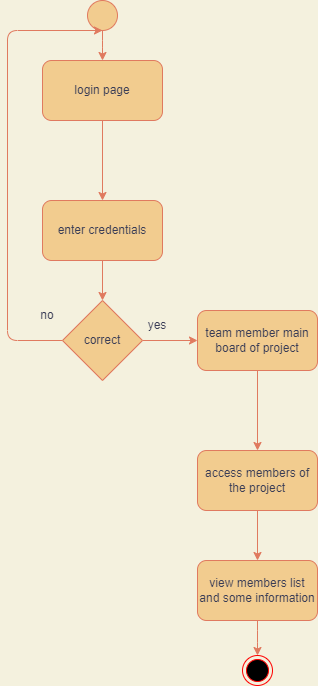 login page
enter credentials
no
yes
correct
team member main
board of project
access members of
the project
view members list
and some information